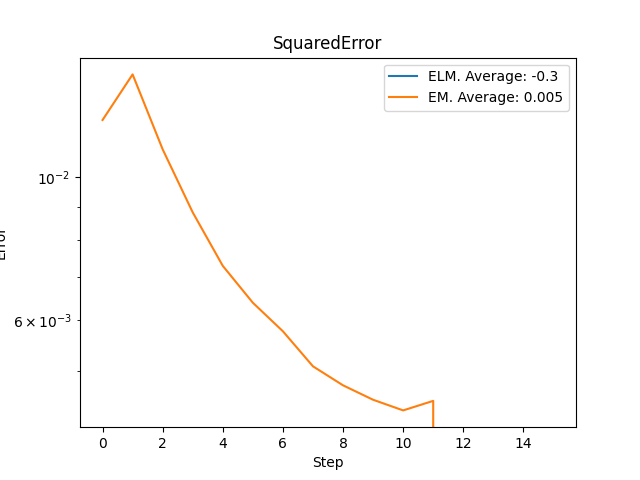 SquaredError
ELM. Average: -0.3
EM. Average: 0.005
10⁻²
6 × 10⁻³
Error
0 2 4 6 8 10 12 14
Step